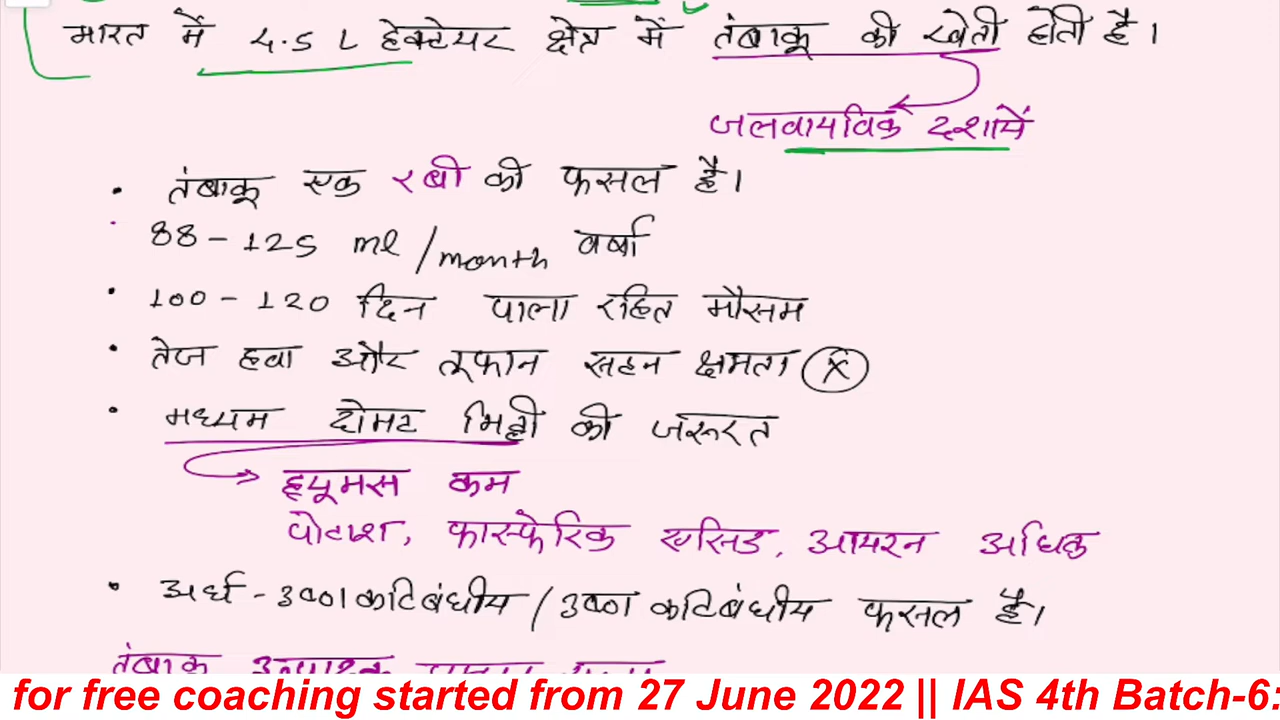 भारत में 4.5 L हेक्टेयर क्षेत्र में तंबाकू की खेती होती है।
जलवायविक दशायें
• तंबाकू एक रबी की फसल है।
• 88 - 125 ml / month वर्षा
• 100 - 120 दिन पाला रहित मौसम
• तेज हवा और तूफान सहन क्षमता X
• मध्यम दोमट मिट्टी की जरूरत
ह्यूमस कम
पोटाश, फास्फेरिक एसिड, आयरन अधिक
• अर्ध - उष्ण कटिबंधीय / उष्ण कटिबंधीय फसल है।
तंबाकू उत्पादक
for free coaching started from 27 June 2022 || IAS 4th Batch-6: